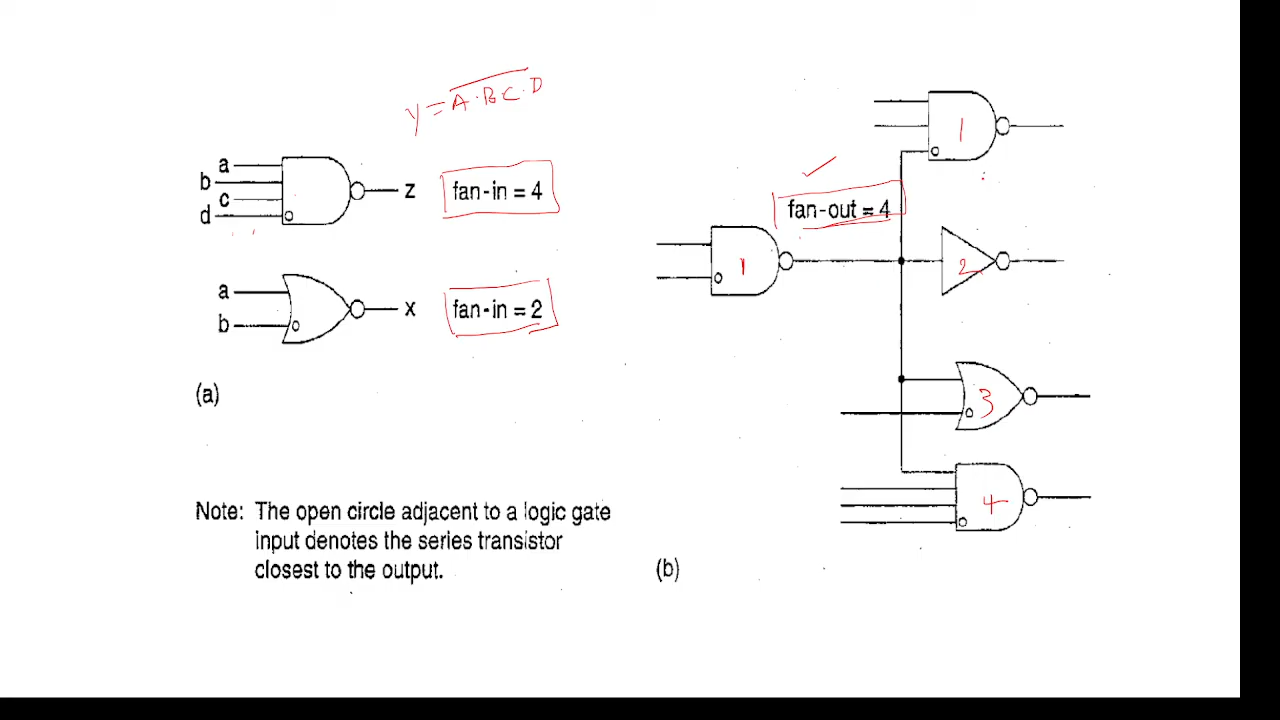 y = A·BC·D
a
b
c
d
z
fan-in = 4
a
b
x
fan-in = 2
(a)
Note: The open circle adjacent to a logic gate
input denotes the series transistor
closest to the output.
fan-out = 4
1
1
2
3
4
(b)